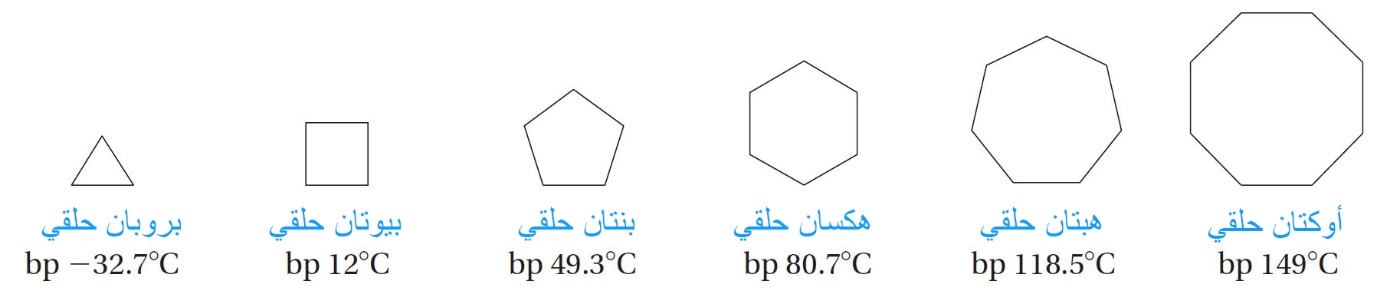 بروبان حلقي
bp −32.7°C
بيوتان حلقي
bp 12°C
بنتان حلقي
bp 49.3°C
هكسان حلقي
bp 80.7°C
هبتان حلقي
bp 118.5°C
أوكتان حلقي
bp 149°C